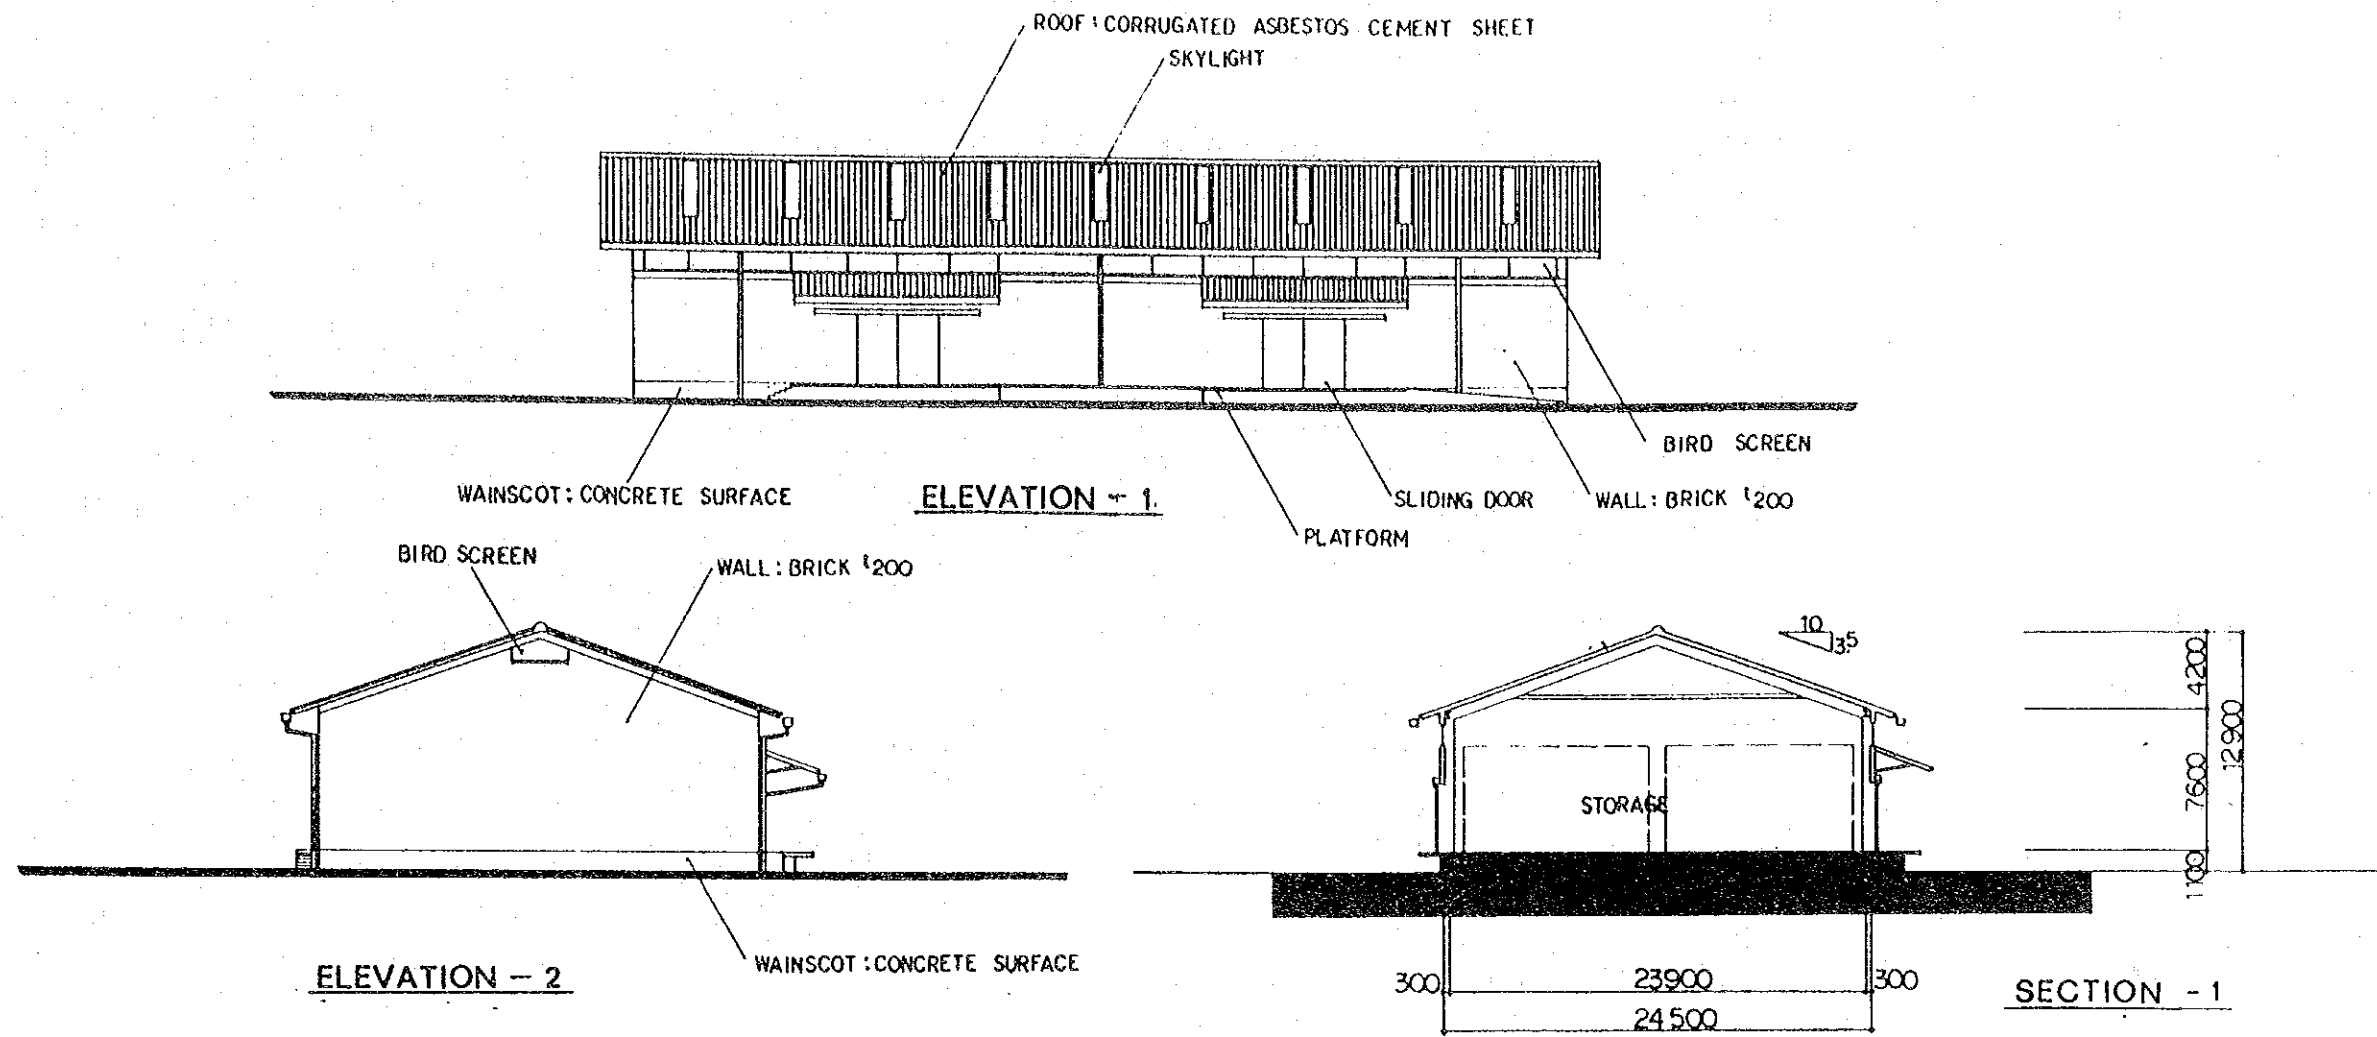 ROOF : CORRUGATED ASBESTOS CEMENT SHEET
SKYLIGHT
BIRD SCREEN
WAINSCOT : CONCRETE SURFACE
ELEVATION - 1
SLIDING DOOR
WALL : BRICK t200
PLATFORM
BIRD SCREEN
WALL : BRICK t200
10
3.5
4200
12900
7600
STORAGE
1100
WAINSCOT : CONCRETE SURFACE
ELEVATION - 2
300
23900
300
SECTION - 1
24500